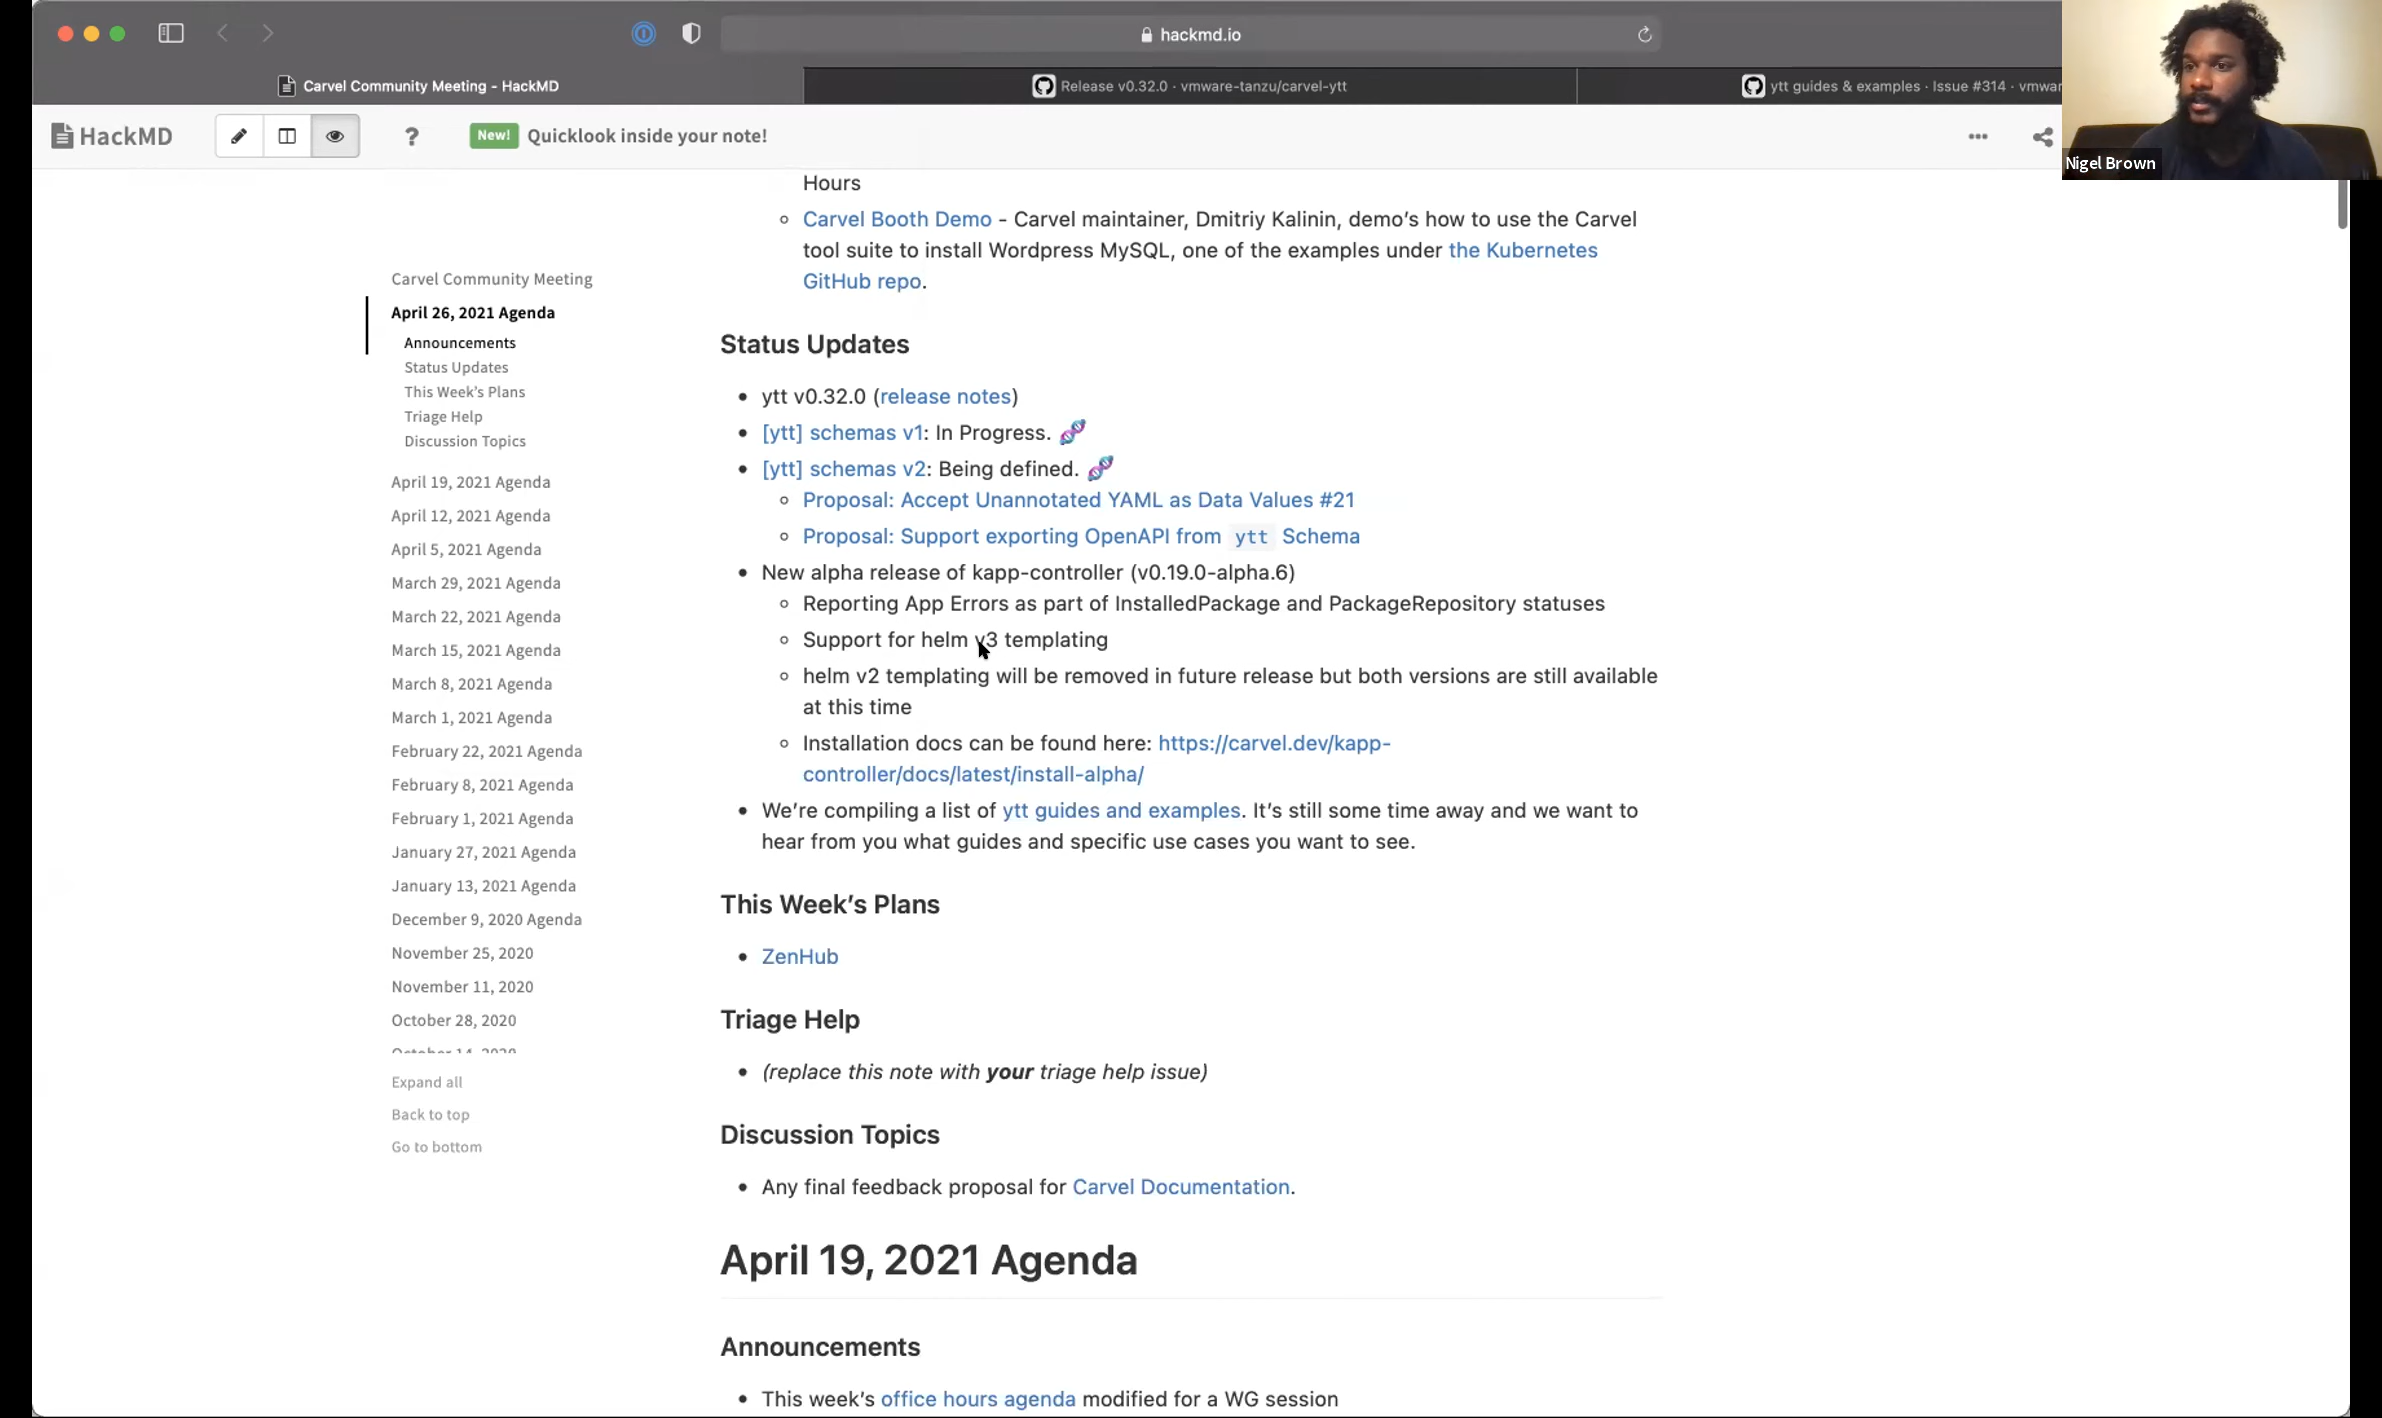 hackmd.io
Carvel Community Meeting - HackMD
Release v0.32.0 · vmware-tanzu/carvel-ytt
ytt guides & examples · Issue #314 · vmwar
HackMD
?
New! Quicklook inside your note!
Nigel Brown
Carvel Community Meeting
April 26, 2021 Agenda
Announcements
Status Updates
This Week's Plans
Triage Help
Discussion Topics
April 19, 2021 Agenda
April 12, 2021 Agenda
April 5, 2021 Agenda
March 29, 2021 Agenda
March 22, 2021 Agenda
March 15, 2021 Agenda
March 8, 2021 Agenda
March 1, 2021 Agenda
February 22, 2021 Agenda
February 8, 2021 Agenda
February 1, 2021 Agenda
January 27, 2021 Agenda
January 13, 2021 Agenda
December 9, 2020 Agenda
November 25, 2020
November 11, 2020
October 28, 2020
October 14, 2020
Expand all
Back to top
Go to bottom
Hours
Carvel Booth Demo - Carvel maintainer, Dmitriy Kalinin, demo's how to use the Carvel
tool suite to install Wordpress MySQL, one of the examples under the Kubernetes
GitHub repo.
Status Updates
ytt v0.32.0 (release notes)
[ytt] schemas v1: In Progress. 🧬
[ytt] schemas v2: Being defined. 🧬
Proposal: Accept Unannotated YAML as Data Values #21
Proposal: Support exporting OpenAPI from ytt Schema
New alpha release of kapp-controller (v0.19.0-alpha.6)
Reporting App Errors as part of InstalledPackage and PackageRepository statuses
Support for helm v3 templating
helm v2 templating will be removed in future release but both versions are still available
at this time
Installation docs can be found here: https://carvel.dev/kapp-
controller/docs/latest/install-alpha/
We're compiling a list of ytt guides and examples. It's still some time away and we want to
hear from you what guides and specific use cases you want to see.
This Week's Plans
ZenHub
Triage Help
(replace this note with your triage help issue)
Discussion Topics
Any final feedback proposal for Carvel Documentation.
April 19, 2021 Agenda
Announcements
This week's office hours agenda modified for a WG session